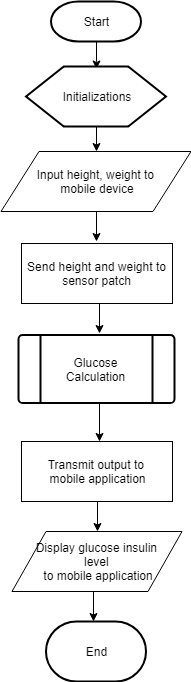 Start
Initializations
Input height, weight to
mobile device
Send height and weight to
sensor patch
Glucose
Calculation
Transmit output to
mobile application
Display glucose insulin
level
to mobile application
End